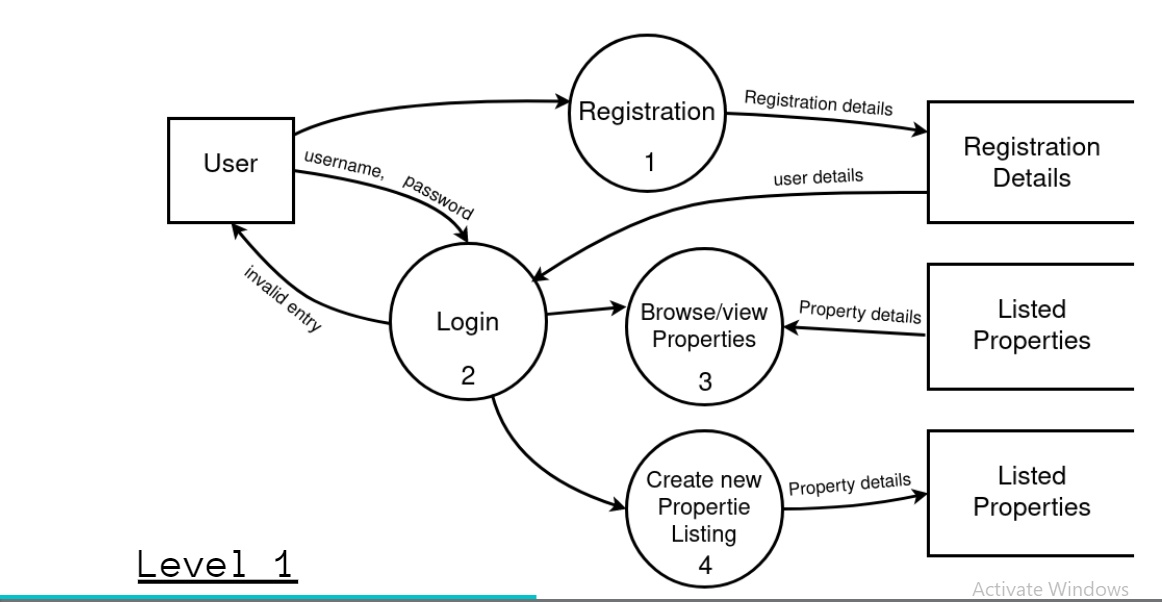 Registration
1
Registration details
Registration
Details
User
username, password
user details
invalid entry
Login
2
Browse/view
Properties
3
Property details
Listed
Properties
Create new
Propertie
Listing
4
Property details
Listed
Properties
Level 1
Activate Windows